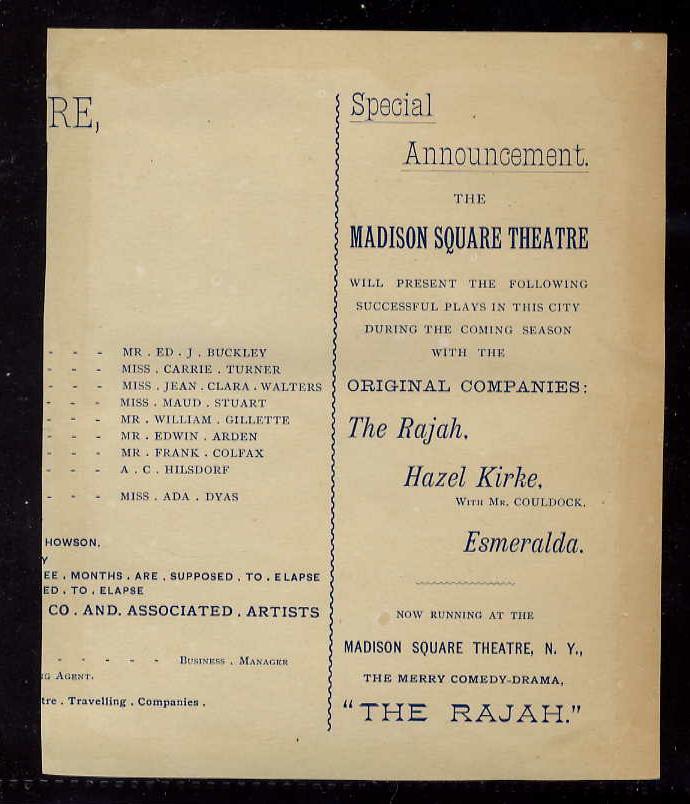 RE,
- - - MR . ED . J . BUCKLEY
- - - MISS . CARRIE . TURNER
- - - MISS . JEAN . CLARA . WALTERS
- - - MISS . MAUD . STUART
- - - MR . WILLIAM . GILLETTE
- - - MR . EDWIN . ARDEN
- - - MR . FRANK . COLFAX
- - - A . C . HILSDORF
- - - MISS . ADA . DYAS
HOWSON.
Y
EE . MONTHS . ARE . SUPPOSED . TO . ELAPSE
ED . TO . ELAPSE
CO . AND . ASSOCIATED . ARTISTS
- - - - - - BUSINESS . MANAGER
G AGENT.
tre . Travelling . Companies .
Special
Announcement.
THE
MADISON SQUARE THEATRE
WILL PRESENT THE FOLLOWING
SUCCESSFUL PLAYS IN THIS CITY
DURING THE COMING SEASON
WITH THE
ORIGINAL COMPANIES:
The Rajah,
Hazel Kirke,
WITH MR. COULDOCK.
Esmeralda.
NOW RUNNING AT THE
MADISON SQUARE THEATRE, N. Y.,
THE MERRY COMEDY-DRAMA,
"THE RAJAH."